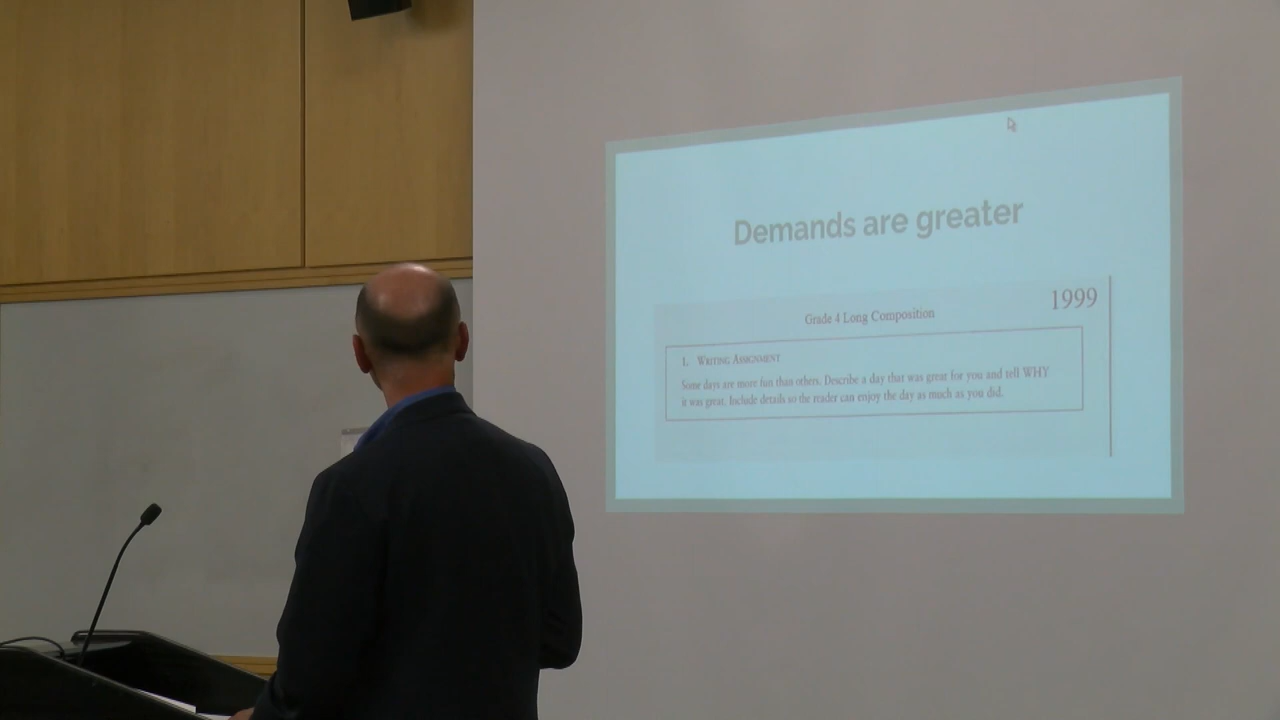 Demands are greater
1999
Grade 4 Long Composition
1. WRITING ASSIGNMENT
Some days are more fun than others. Describe a day that was great for you and tell WHY
it was great. Include details so the reader can enjoy the day as much as you did.